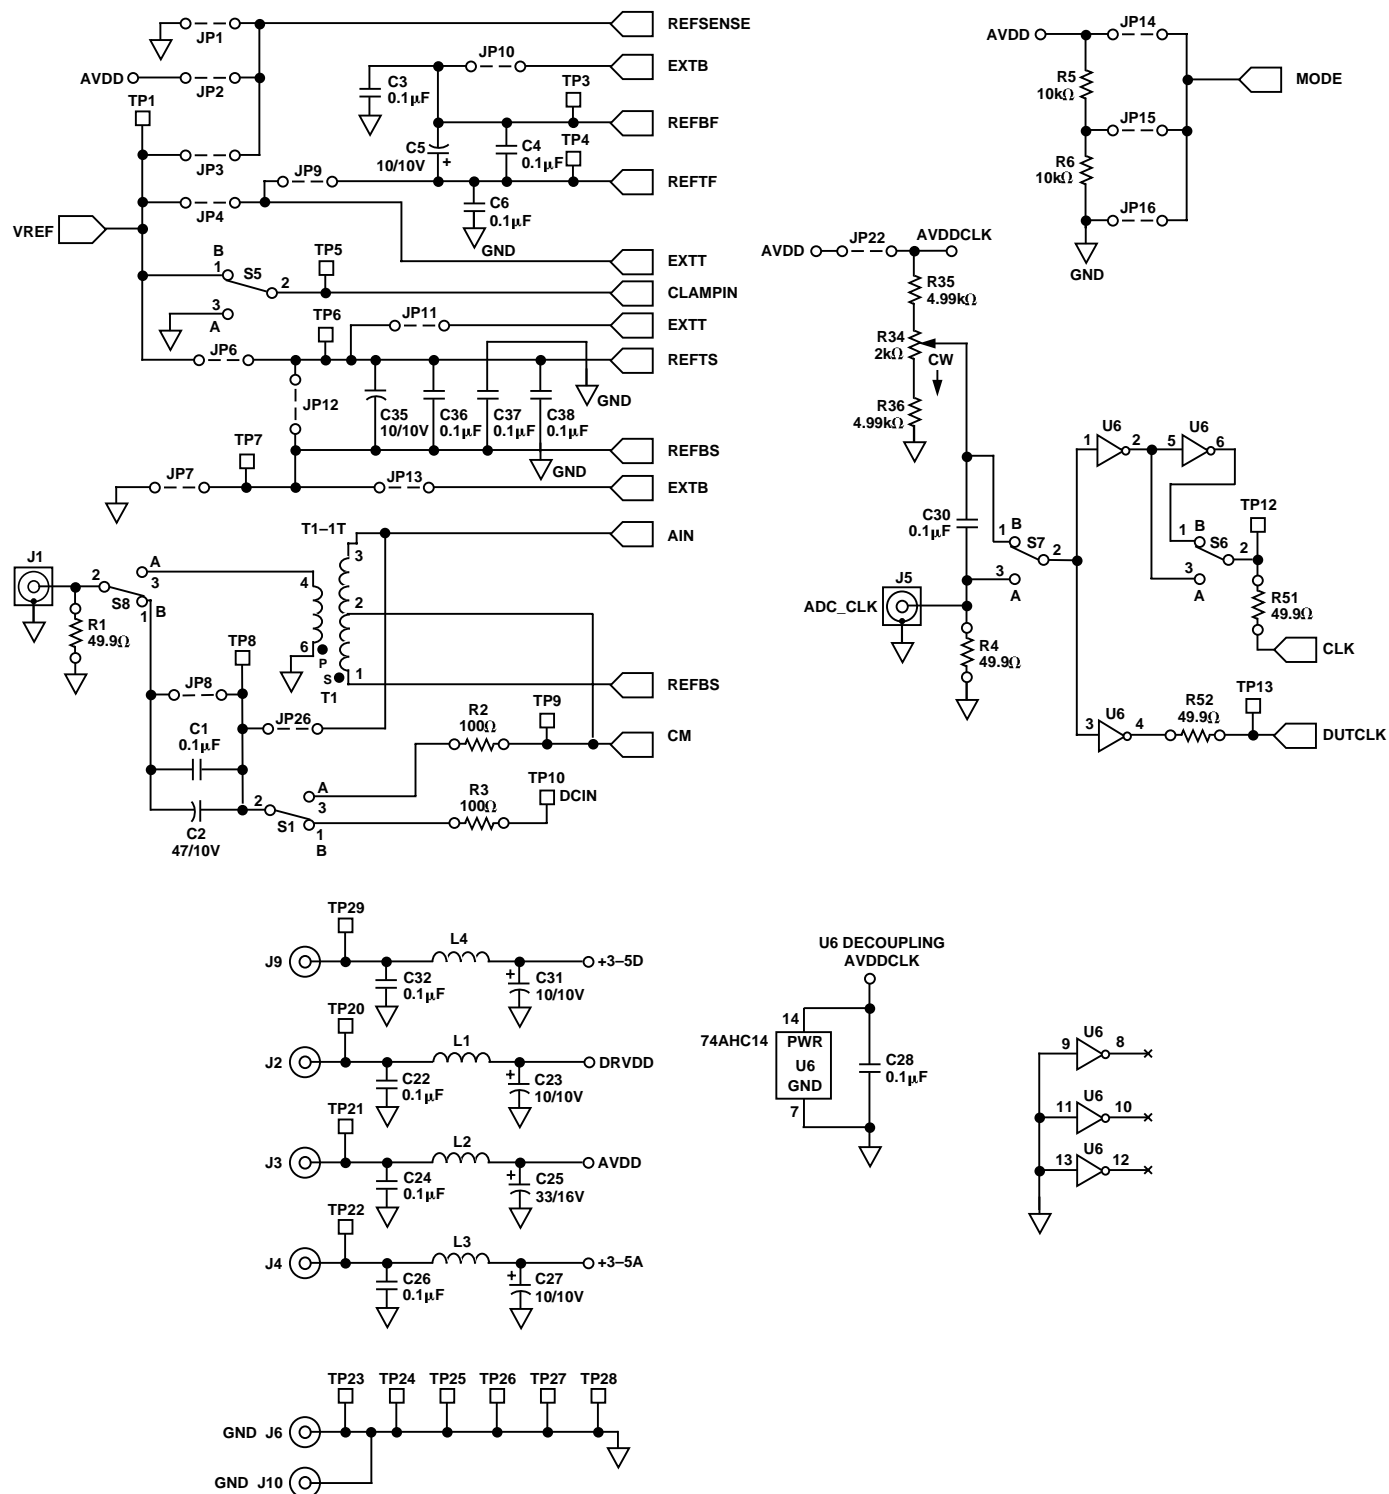 REFSENSE
JP1
JP10
EXTB
AVDD
JP2
C3
0.1µF
TP3
TP1
REFBF
C5
10/10V
+
C4
0.1µF
TP4
JP3
JP9
REFTF
JP4
C6
0.1µF
GND
VREF
EXTT
B
1
S5
2
TP5
CLAMPIN
3
A
TP6
JP11
EXTT
JP6
REFTS
JP12
C35
10/10V
C36
0.1µF
C37
0.1µF
C38
0.1µF
GND
TP7
REFBS
GND
JP7
JP13
EXTB
T1–1T
AIN
J1
A
3
2
S8
1
B
4
3
2
R1
49.9Ω
TP8
6
P
S
1
T1
REFBS
JP8
JP26
R2
100Ω
TP9
CM
C1
0.1µF
R3
100Ω
TP10
DCIN
A
3
2
S1
1
B
C2
47/10V
AVDD
JP14
R5
10kΩ
MODE
JP15
R6
10kΩ
JP16
GND
AVDD
JP22
AVDDCLK
R35
4.99kΩ
R34
2kΩ
CW
R36
4.99kΩ
1
U6
2
5
U6
6
C30
0.1µF
1
B
S7
2
3
A
1
B
S6
2
3
A
TP12
J5
ADC_CLK
R4
49.9Ω
R51
49.9Ω
CLK
3
U6
4
R52
49.9Ω
TP13
DUTCLK
TP29
J9
L4
+3–5D
C32
0.1µF
+
C31
10/10V
TP20
J2
L1
DRVDD
C22
0.1µF
+
C23
10/10V
TP21
J3
L2
AVDD
C24
0.1µF
+
C25
33/16V
TP22
J4
L3
+3–5A
C26
0.1µF
+
C27
10/10V
U6 DECOUPLING
AVDDCLK
14
74AHC14
PWR
U6
GND
7
C28
0.1µF
9
U6
8
11
U6
10
13
U6
12
TP23
TP24
TP25
TP26
TP27
TP28
GND J6
GND J10